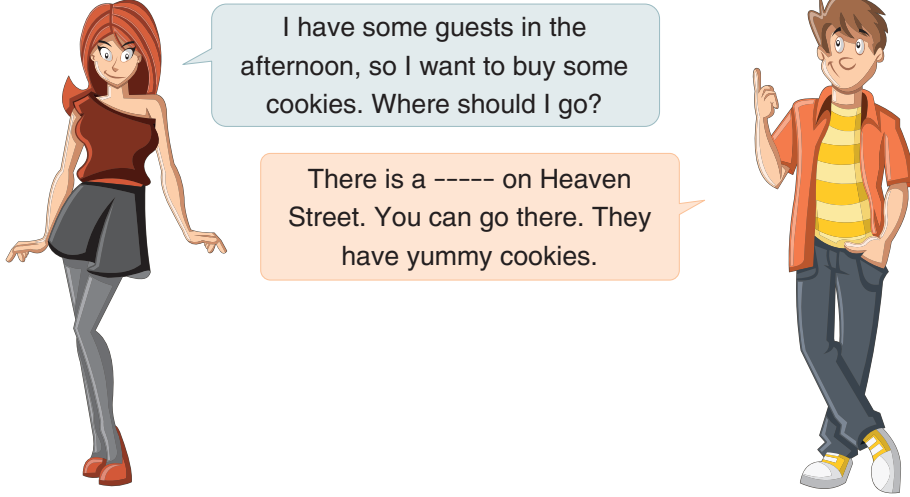 I have some guests in the
afternoon, so I want to buy some
cookies. Where should I go?
There is a ----- on Heaven
Street. You can go there. They
have yummy cookies.